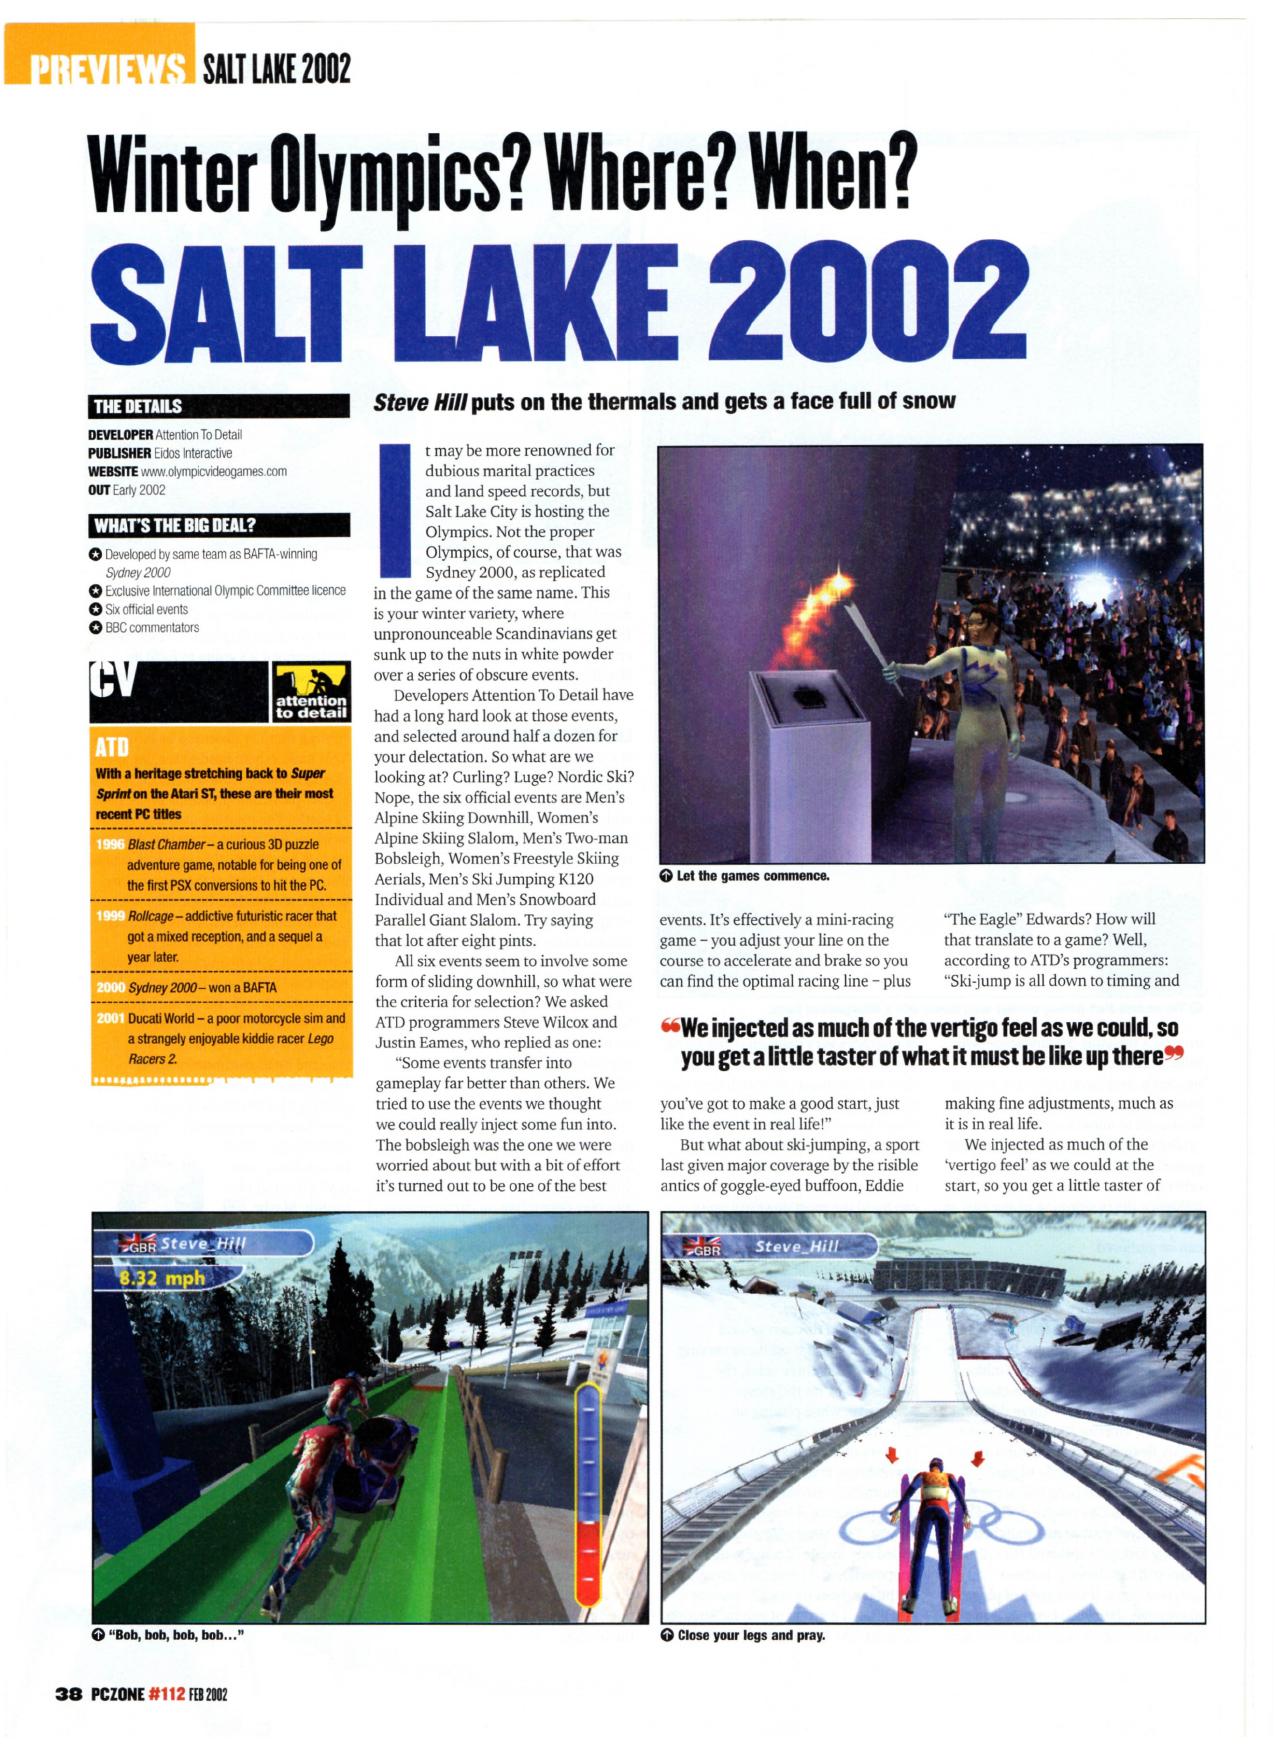 PREVIEWS SALT LAKE 2002
Winter Olympics? Where? When?
SALT LAKE 2002
THE DETAILS
DEVELOPER Attention To Detail
PUBLISHER Eidos Interactive
WEBSITE www.olympicvideogames.com
OUT Early 2002
WHAT'S THE BIG DEAL?
Developed by same team as BAFTA-winning
Sydney 2000
Exclusive International Olympic Committee licence
Six official events
BBC commentators
CV
attention
to detail
ATD
With a heritage stretching back to Super
Sprint on the Atari ST, these are their most
recent PC titles
1996 Blast Chamber – a curious 3D puzzle
adventure game, notable for being one of
the first PSX conversions to hit the PC.
1999 Rollcage – addictive futuristic racer that
got a mixed reception, and a sequel a
year later.
2000 Sydney 2000 – won a BAFTA
2001 Ducati World – a poor motorcycle sim and
a strangely enjoyable kiddie racer Lego
Racers 2.
Steve Hill puts on the thermals and gets a face full of snow
It may be more renowned for
dubious marital practices
and land speed records, but
Salt Lake City is hosting the
Olympics. Not the proper
Olympics, of course, that was
Sydney 2000, as replicated
in the game of the same name. This
is your winter variety, where
unpronounceable Scandinavians get
sunk up to the nuts in white powder
over a series of obscure events.
Developers Attention To Detail have
had a long hard look at those events,
and selected around half a dozen for
your delectation. So what are we
looking at? Curling? Luge? Nordic Ski?
Nope, the six official events are Men's
Alpine Skiing Downhill, Women's
Alpine Skiing Slalom, Men's Two-man
Bobsleigh, Women's Freestyle Skiing
Aerials, Men's Ski Jumping K120
Individual and Men's Snowboard
Parallel Giant Slalom. Try saying
that lot after eight pints.
All six events seem to involve some
form of sliding downhill, so what were
the criteria for selection? We asked
ATD programmers Steve Wilcox and
Justin Eames, who replied as one:
"Some events transfer into
gameplay far better than others. We
tried to use the events we thought
we could really inject some fun into.
The bobsleigh was the one we were
worried about but with a bit of effort
it's turned out to be one of the best
Let the games commence.
events. It's effectively a mini-racing
game – you adjust your line on the
course to accelerate and brake so you
can find the optimal racing line – plus
"We injected as much of the vertigo feel as we could, so
you get a little taster of what it must be like up there"
you've got to make a good start, just
like the event in real life!"
But what about ski-jumping, a sport
last given major coverage by the risible
antics of goggle-eyed buffoon, Eddie
"The Eagle" Edwards? How will
that translate to a game? Well,
according to ATD's programmers:
"Ski-jump is all down to timing and
making fine adjustments, much as
it is in real life.
We injected as much of the
'vertigo feel' as we could at the
start, so you get a little taster of
GBR Steve_Hill
8.32 mph
"Bob, bob, bob, bob..."
GBR Steve_Hill
Close your legs and pray.
38 PCZONE #112 FEB 2002